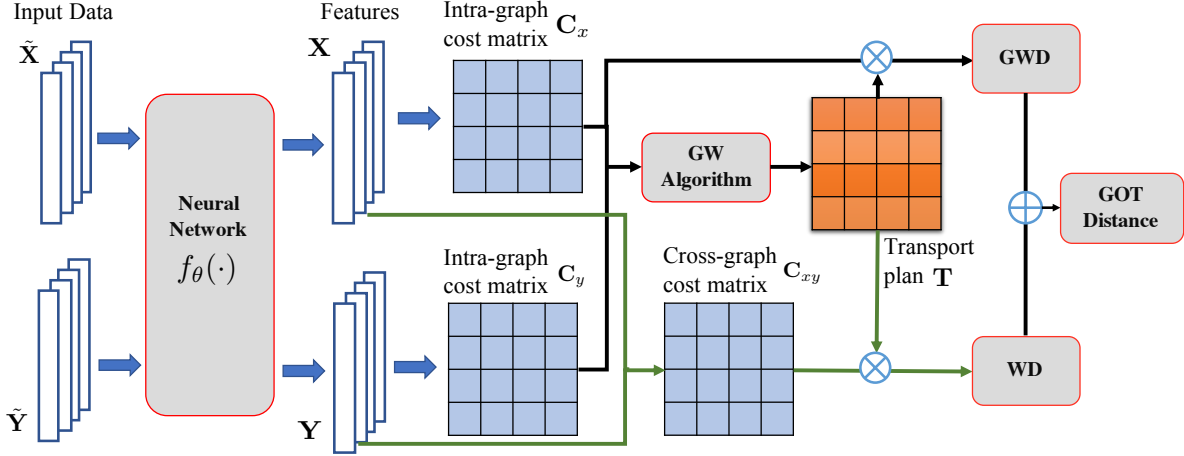 Input Data
X̃
Features
X
Intra-graph
cost matrix Cₓ
GWD
Neural
Network
f_θ(·)
GW
Algorithm
GOT
Distance
Transport
plan T
Ỹ
Y
Intra-graph
cost matrix C_y
Cross-graph
cost matrix C_xy
WD